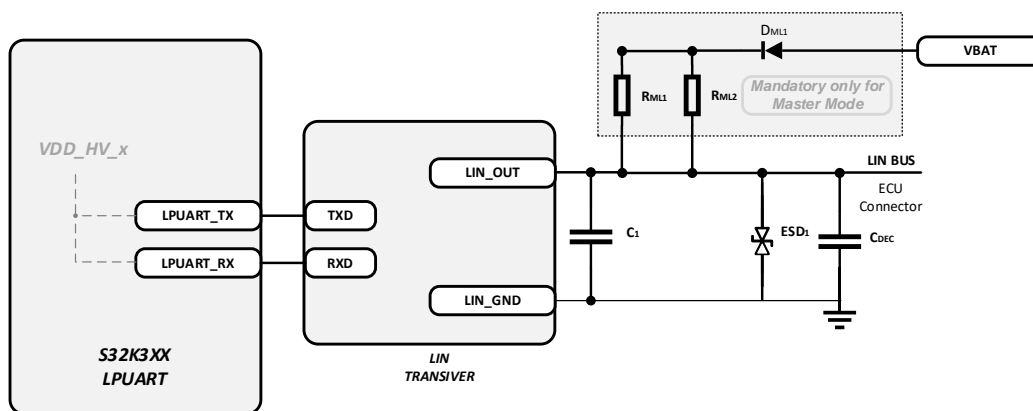 DML1
VBAT
RML1
RML2
Mandatory only for
Master Mode
VDD_HV_x
LIN_OUT
LIN BUS
ECU
Connector
LPUART_TX
TXD
C1
ESD1
CDEC
LPUART_RX
RXD
LIN_GND
S32K3XX
LPUART
LIN
TRANSIVER